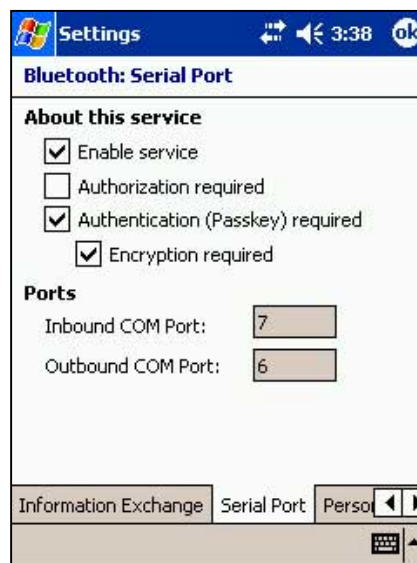 Settings 3:38 ok
Bluetooth: Serial Port
About this service
Enable service
Authorization required
Authentication (Passkey) required
Encryption required
Ports
Inbound COM Port: 7
Outbound COM Port: 6
Information Exchange Serial Port Perso